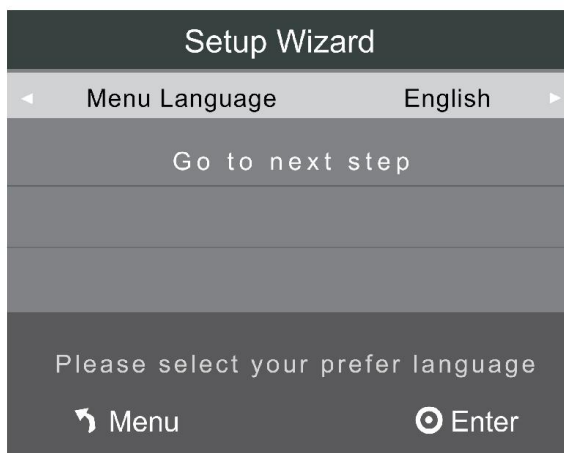 Setup Wizard
Menu Language English
Go to next step
Please select your prefer language
Menu Enter